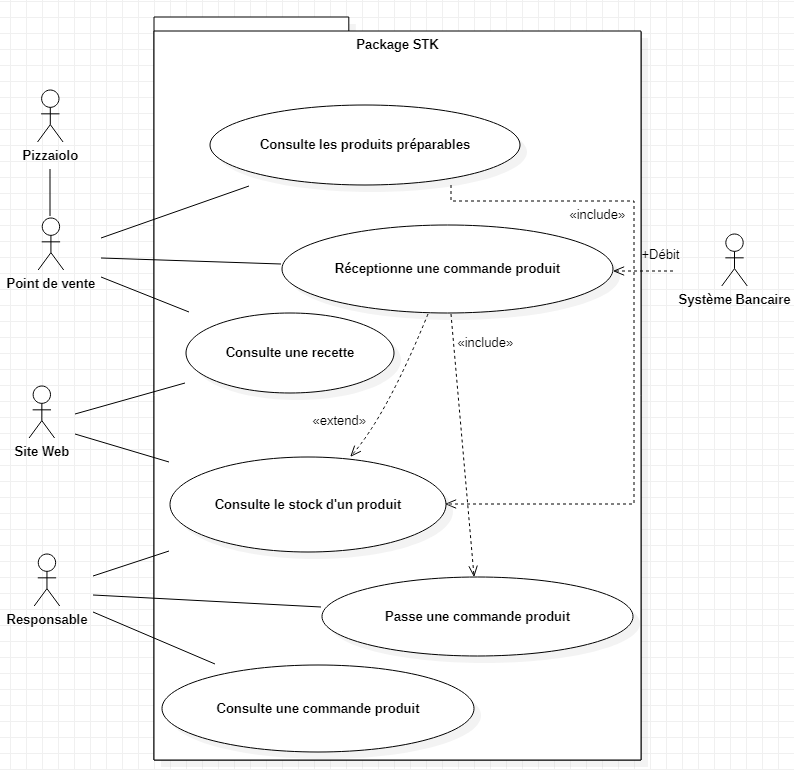 Package STK
Pizzaiolo
Consulte les produits préparables
«include»
Point de vente
Réceptionne une commande produit
+Débit
Système Bancaire
«include»
Consulte une recette
«extend»
Site Web
Consulte le stock d'un produit
Responsable
Passe une commande produit
Consulte une commande produit